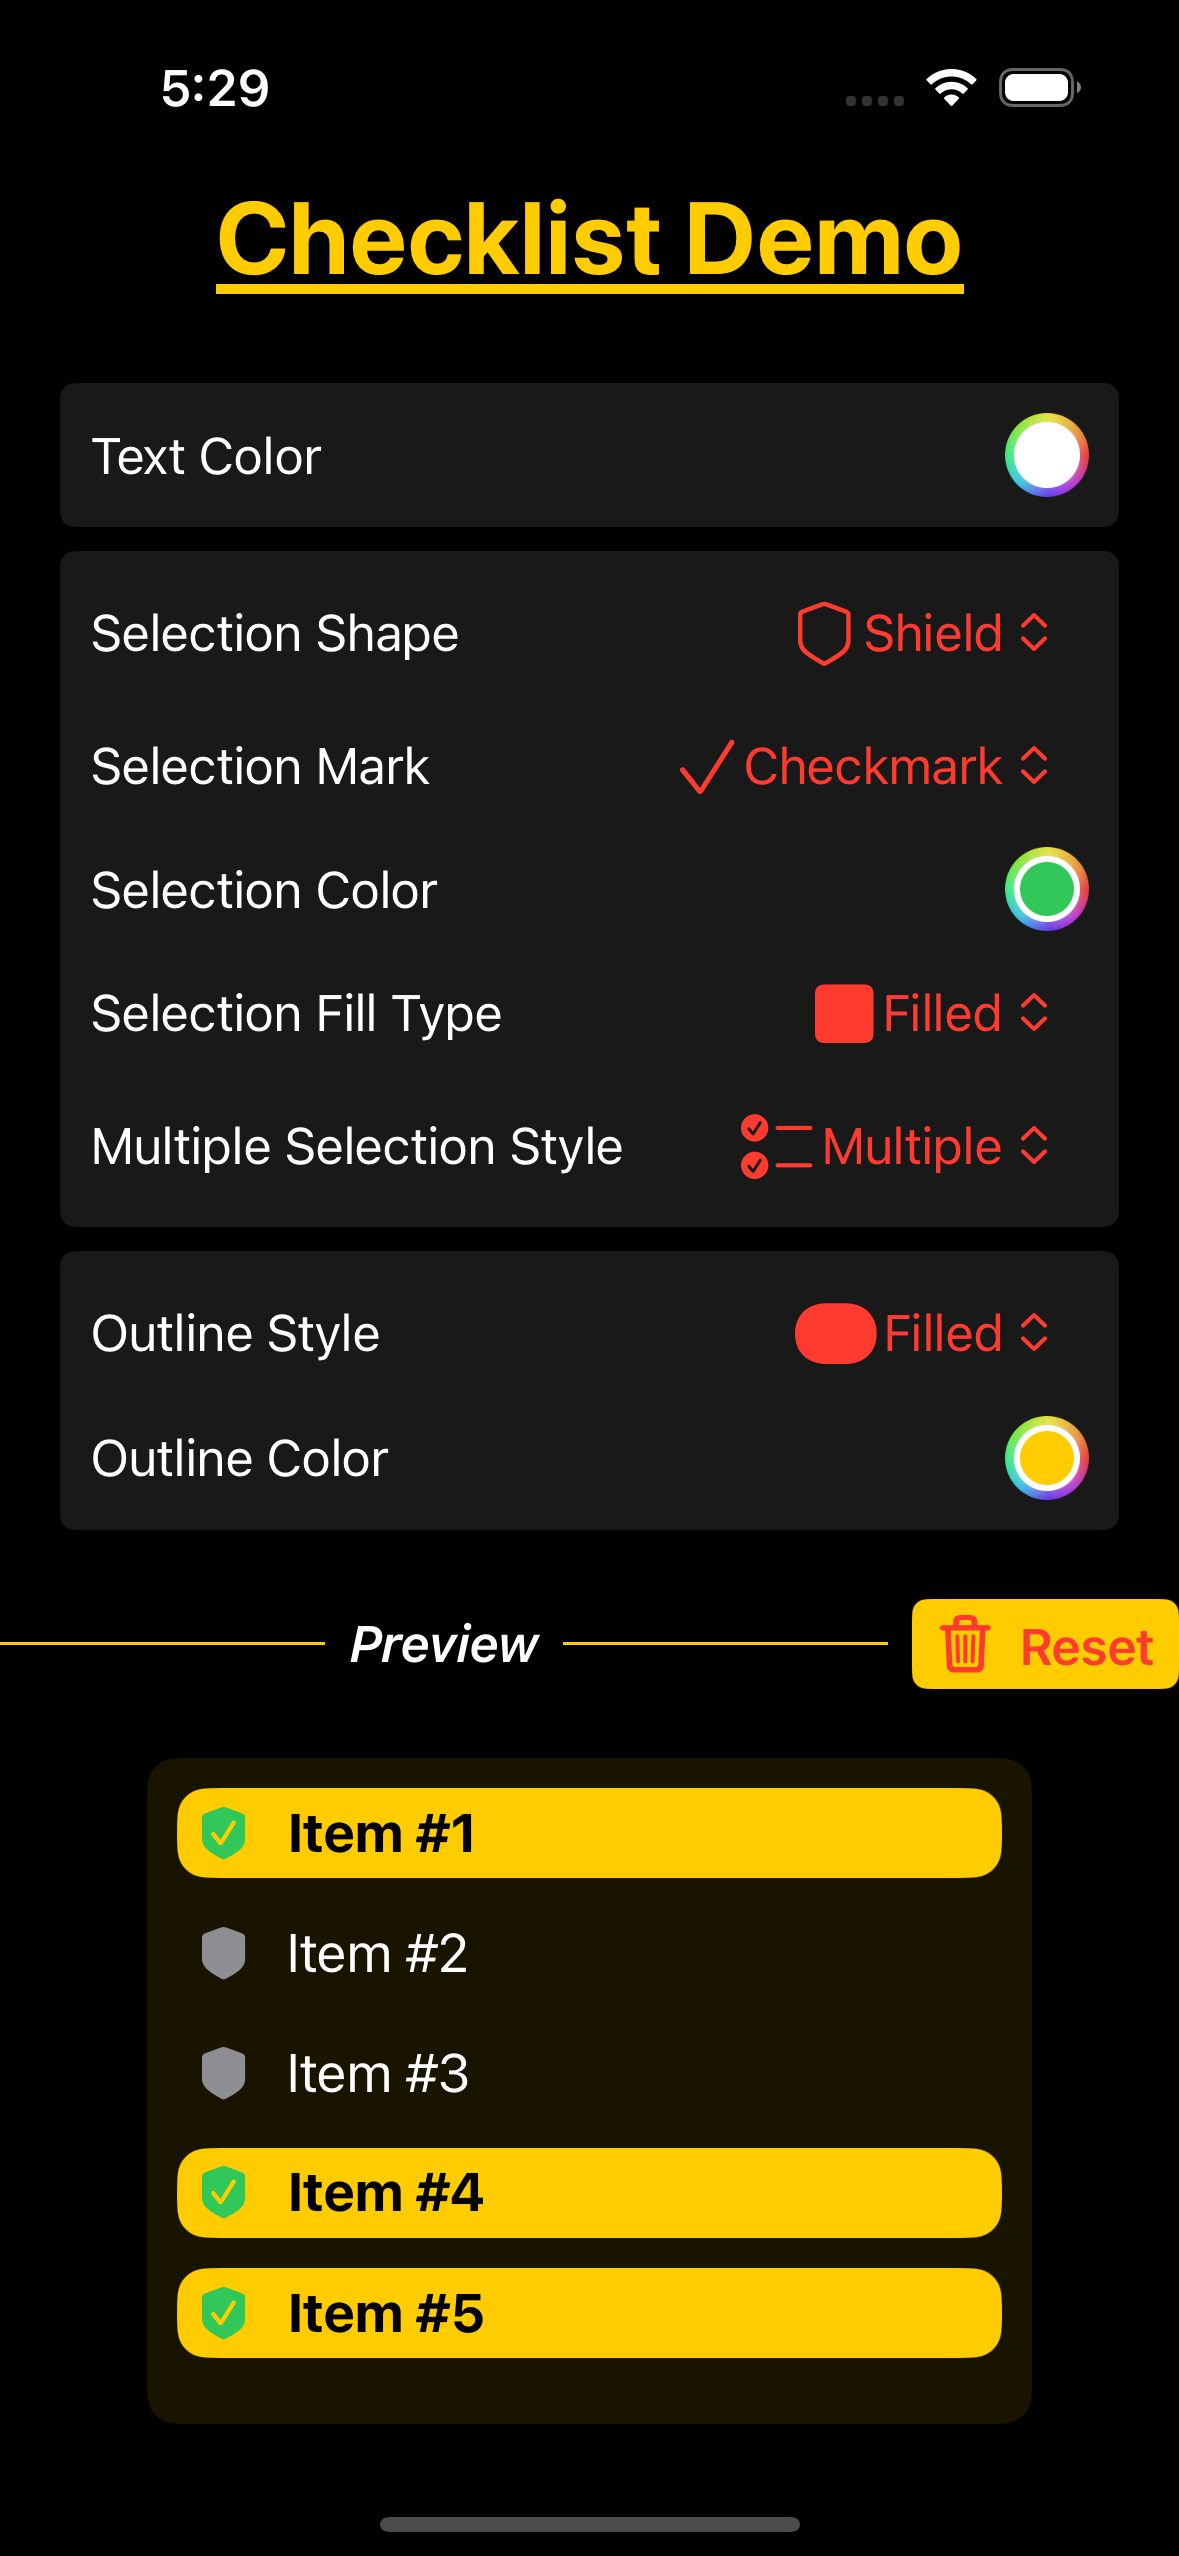 5:29
Checklist Demo
Text Color
Selection Shape Shield
Selection Mark Checkmark
Selection Color
Selection Fill Type Filled
Multiple Selection Style Multiple
Outline Style Filled
Outline Color
Preview Reset
Item #1
Item #2
Item #3
Item #4
Item #5